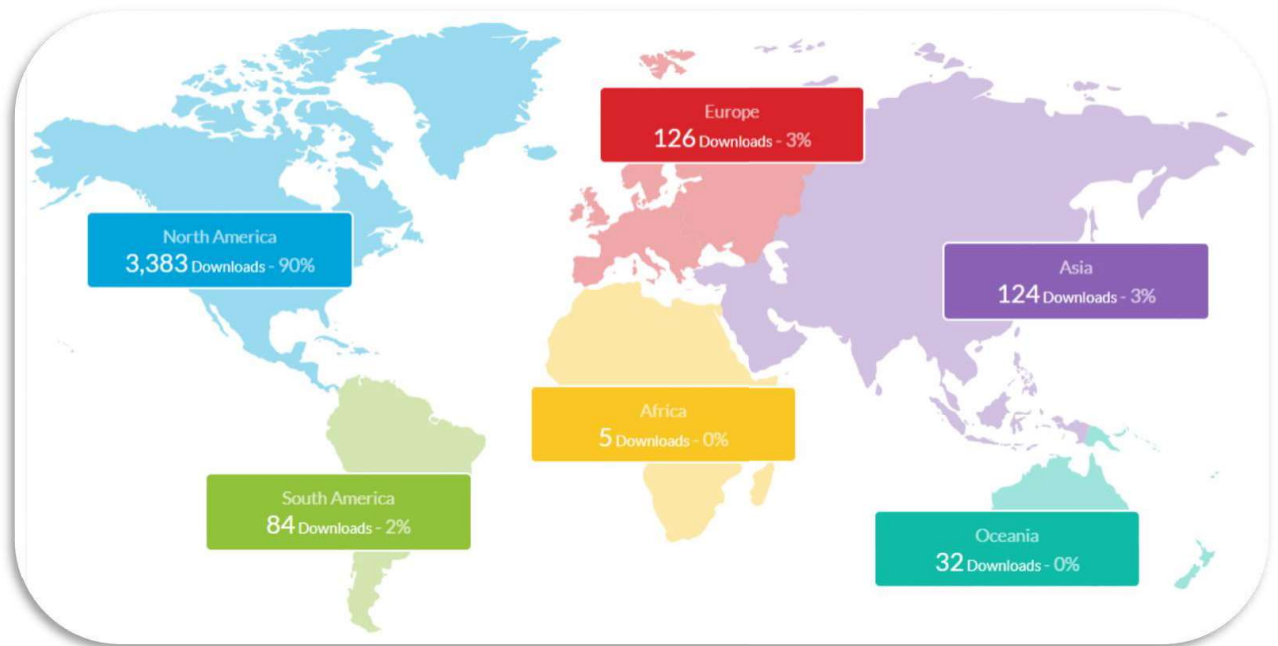 Europe
126 Downloads - 3%
North America
3,383 Downloads - 90%
Asia
124 Downloads - 3%
Africa
5 Downloads - 0%
South America
84 Downloads - 2%
Oceania
32 Downloads - 0%